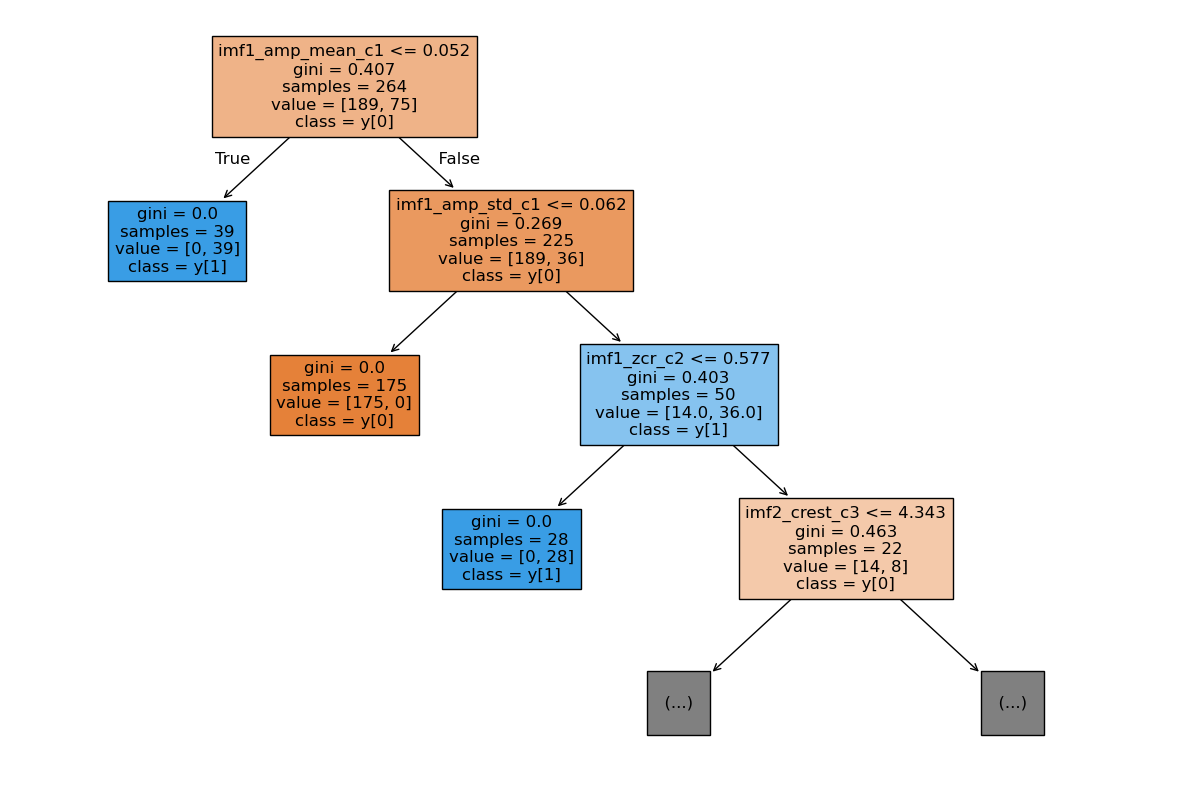 imf1_amp_mean_c1 <= 0.052
gini = 0.407
samples = 264
value = [189, 75]
class = y[0]
True
False
gini = 0.0
samples = 39
value = [0, 39]
class = y[1]
imf1_amp_std_c1 <= 0.062
gini = 0.269
samples = 225
value = [189, 36]
class = y[0]
gini = 0.0
samples = 175
value = [175, 0]
class = y[0]
imf1_zcr_c2 <= 0.577
gini = 0.403
samples = 50
value = [14.0, 36.0]
class = y[1]
gini = 0.0
samples = 28
value = [0, 28]
class = y[1]
imf2_crest_c3 <= 4.343
gini = 0.463
samples = 22
value = [14, 8]
class = y[0]
(...)
(...)